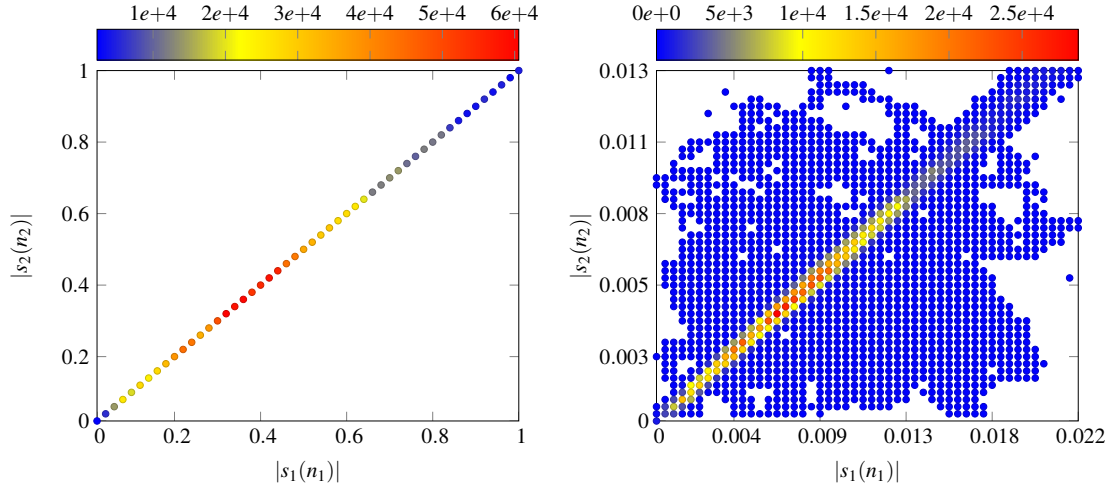 1e+4 2e+4 3e+4 4e+4 5e+4 6e+4
1
0.8
0.6
0.4
0.2
0
0 0.2 0.4 0.6 0.8 1
|s₂(n₂)|
|s₁(n₁)|
0e+0 5e+3 1e+4 1.5e+4 2e+4 2.5e+4
0.013
0.011
0.008
0.005
0.003
0
0 0.004 0.009 0.013 0.018 0.022
|s₂(n₂)|
|s₁(n₁)|